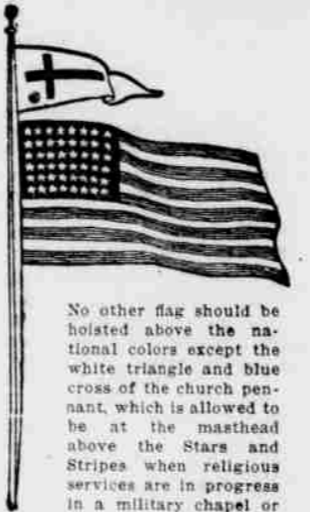 No other flag should be
hoisted above the na-
tional colors except the
white triangle and blue
cross of the church pen-
nant, which is allowed to
be at the masthead
above the Stars and
Stripes when religious
services are in progress
in a military chapel or